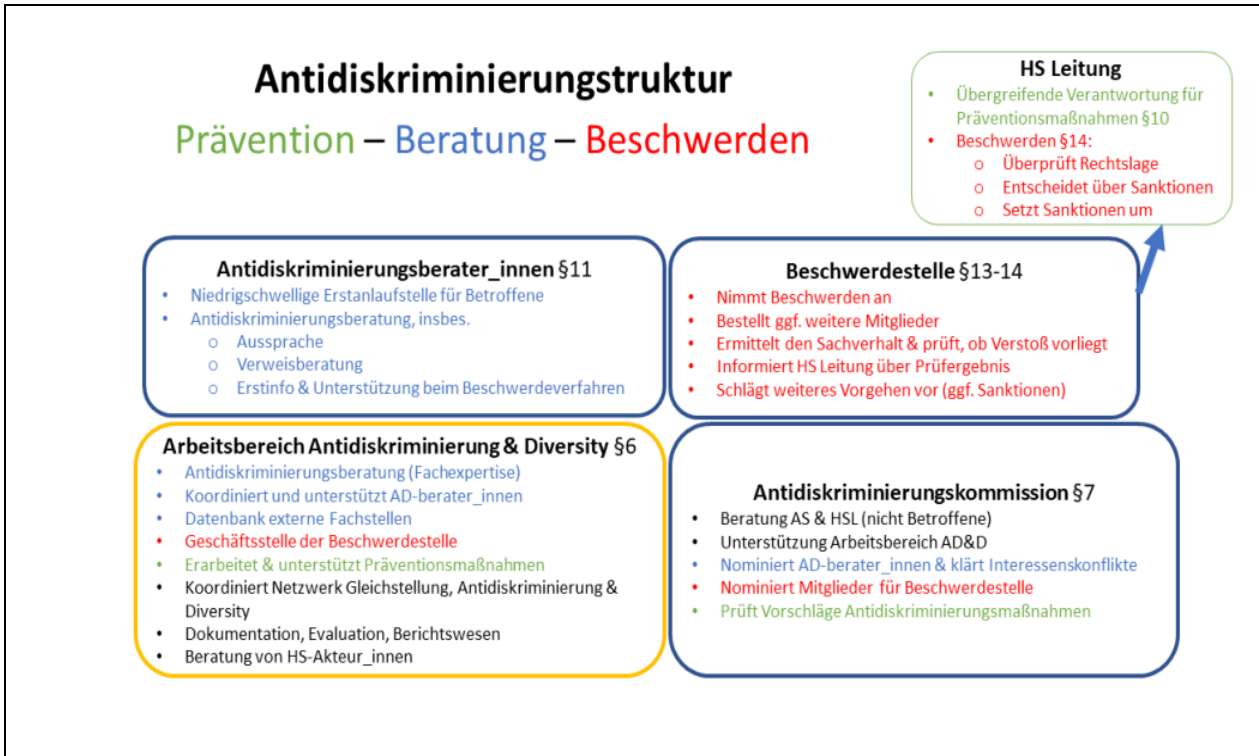 Antidiskriminierungstruktur
Prävention – Beratung – Beschwerden
HS Leitung
• Übergreifende Verantwortung für
Präventionsmaßnahmen §10
• Beschwerden §14:
o Überprüft Rechtslage
o Entscheidet über Sanktionen
o Setzt Sanktionen um
Antidiskriminierungsberater_innen §11
• Niedrigschwellige Erstanlaufstelle für Betroffene
• Antidiskriminierungsberatung, insbes.
o Aussprache
o Verweisberatung
o Erstinfo & Unterstützung beim Beschwerdeverfahren
Beschwerdestelle §13-14
• Nimmt Beschwerden an
• Bestellt ggf. weitere Mitglieder
• Ermittelt den Sachverhalt & prüft, ob Verstoß vorliegt
• Informiert HS Leitung über Prüfergebnis
• Schlägt weiteres Vorgehen vor (ggf. Sanktionen)
Arbeitsbereich Antidiskriminierung & Diversity §6
• Antidiskriminierungsberatung (Fachexpertise)
• Koordiniert und unterstützt AD-berater_innen
• Datenbank externe Fachstellen
• Geschäftsstelle der Beschwerdestelle
• Erarbeitet & unterstützt Präventionsmaßnahmen
• Koordiniert Netzwerk Gleichstellung, Antidiskriminierung &
Diversity
• Dokumentation, Evaluation, Berichtswesen
• Beratung von HS-Akteur_innen
Antidiskriminierungskommission §7
• Beratung AS & HSL (nicht Betroffene)
• Unterstützung Arbeitsbereich AD&D
• Nominiert AD-berater_innen & klärt Interessenskonflikte
• Nominiert Mitglieder für Beschwerdestelle
• Prüft Vorschläge Antidiskriminierungsmaßnahmen